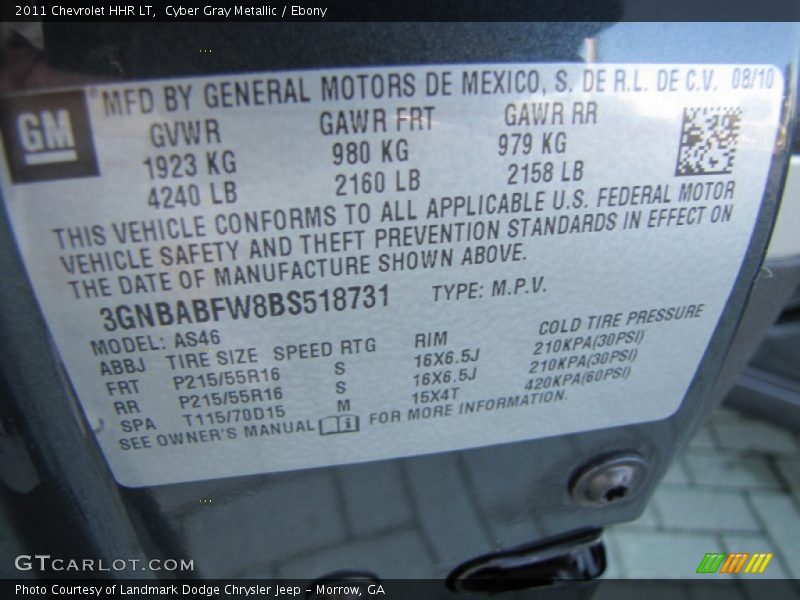 2011 Chevrolet HHR LT,  Cyber Gray Metallic / Ebony
MFD BY GENERAL MOTORS DE MEXICO, S. DE R.L. DE C.V.  08/10
GM
GVWR GAWR FRT GAWR RR
1923 KG 980 KG 979 KG
4240 LB 2160 LB 2158 LB
THIS VEHICLE CONFORMS TO ALL APPLICABLE U.S. FEDERAL MOTOR
VEHICLE SAFETY AND THEFT PREVENTION STANDARDS IN EFFECT ON
THE DATE OF MANUFACTURE SHOWN ABOVE.
3GNBABFW8BS518731 TYPE: M.P.V.
MODEL: AS46
ABBJ TIRE SIZE SPEED RTG RIM COLD TIRE PRESSURE
FRT P215/55R16 S 16X6.5J 210KPA(30PSI)
RR P215/55R16 S 16X6.5J 210KPA(30PSI)
SPA T115/70D15 M 15X4T 420KPA(60PSI)
SEE OWNER'S MANUAL i FOR MORE INFORMATION.
GTCARLOT.COM
Photo Courtesy of Landmark Dodge Chrysler Jeep – Morrow, GA